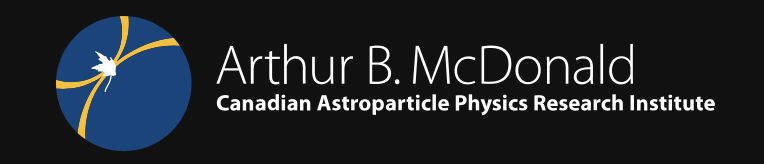 Arthur B. McDonald
Canadian Astroparticle Physics Research Institute